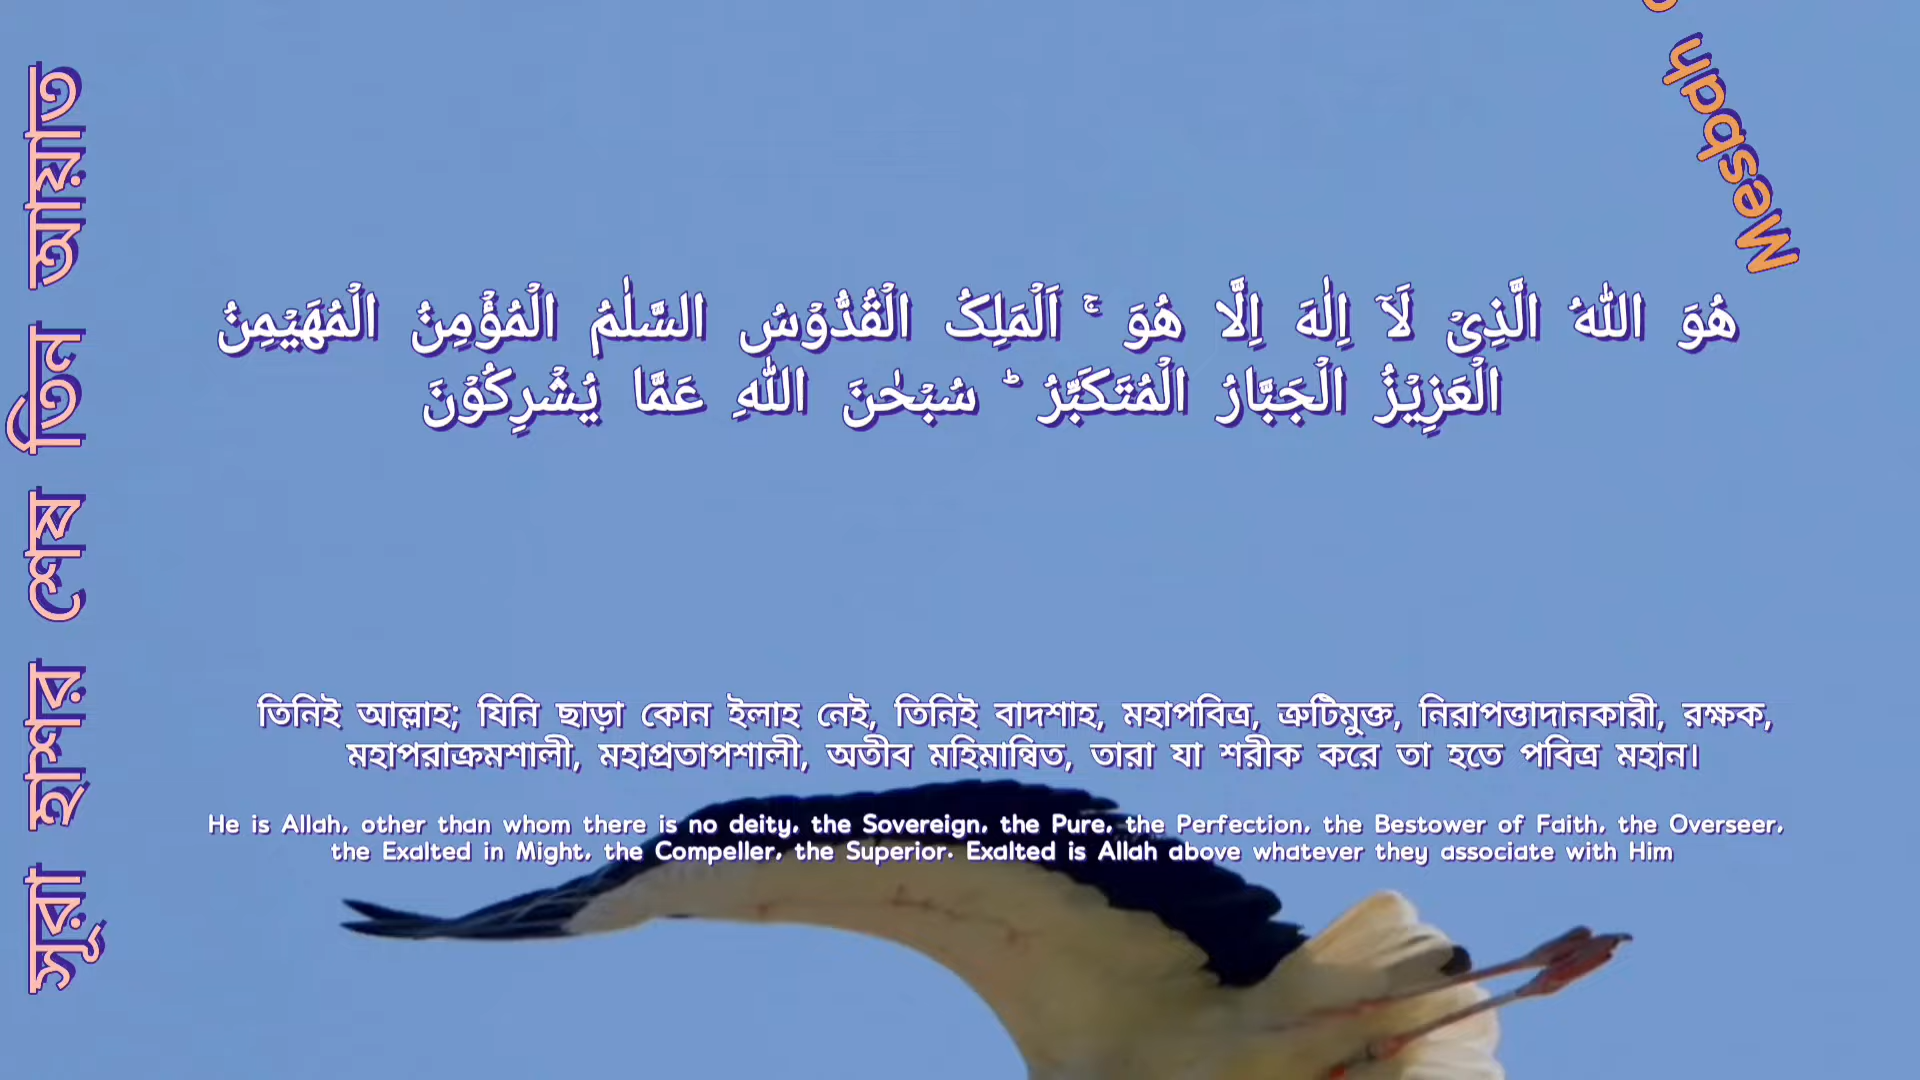 সূরা হাশর শেষ তিন আয়াত
Mesbah
هُوَ اللّٰهُ الَّذِیْ لَاۤ اِلٰهَ اِلَّا هُوَ ۚ اَلْمَلِکُ الْقُدُّوْسُ السَّلٰمُ الْمُؤْمِنُ الْمُهَیْمِنُ
الْعَزِیْزُ الْجَبَّارُ الْمُتَکَبِّرُ ؕ سُبْحٰنَ اللّٰهِ عَمَّا یُشْرِکُوْنَ
তিনিই আল্লাহ; যিনি ছাড়া কোন ইলাহ নেই, তিনিই বাদশাহ, মহাপবিত্র, ত্রুটিমুক্ত, নিরাপত্তাদানকারী, রক্ষক,
মহাপরাক্রমশালী, মহাপ্রতাপশালী, অতীব মহিমান্বিত, তারা যা শরীক করে তা হতে পবিত্র মহান।
He is Allah, other than whom there is no deity, the Sovereign, the Pure, the Perfection, the Bestower of Faith, the Overseer,
the Exalted in Might, the Compeller, the Superior. Exalted is Allah above whatever they associate with Him